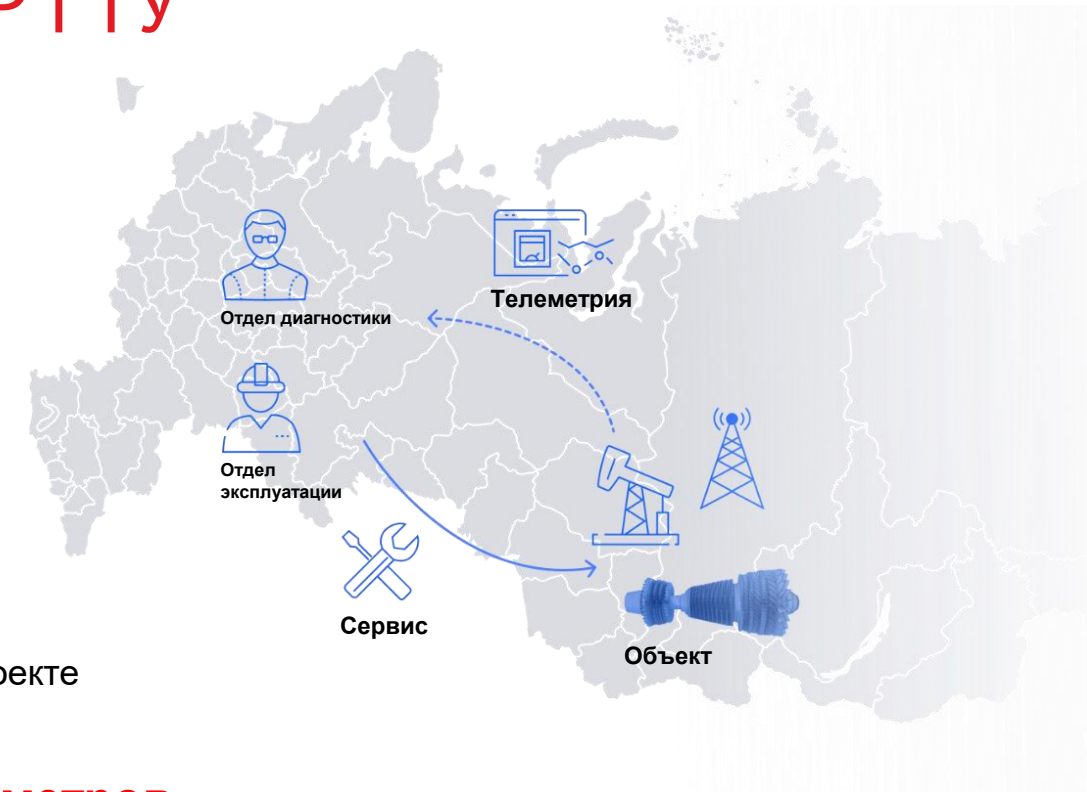 Телеметрия
Отдел диагностики
Отдел
эксплуатации
Сервис
Объект